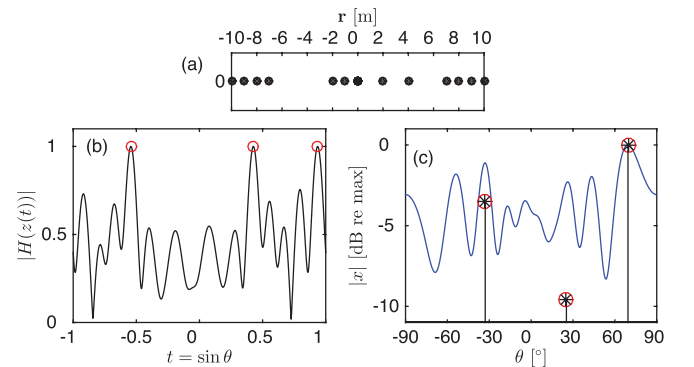 r [m]
-10 -8 -6 -4 -2 0 2 4 6 8 10
(a)
0
(b)
|H(z(t))|
1
0.5
0
-1 -0.5 0 0.5 1
t = sin θ
(c)
|x| [dB re max]
0
-5
-10
-90 -60 -30 0 30 60 90
θ [°]